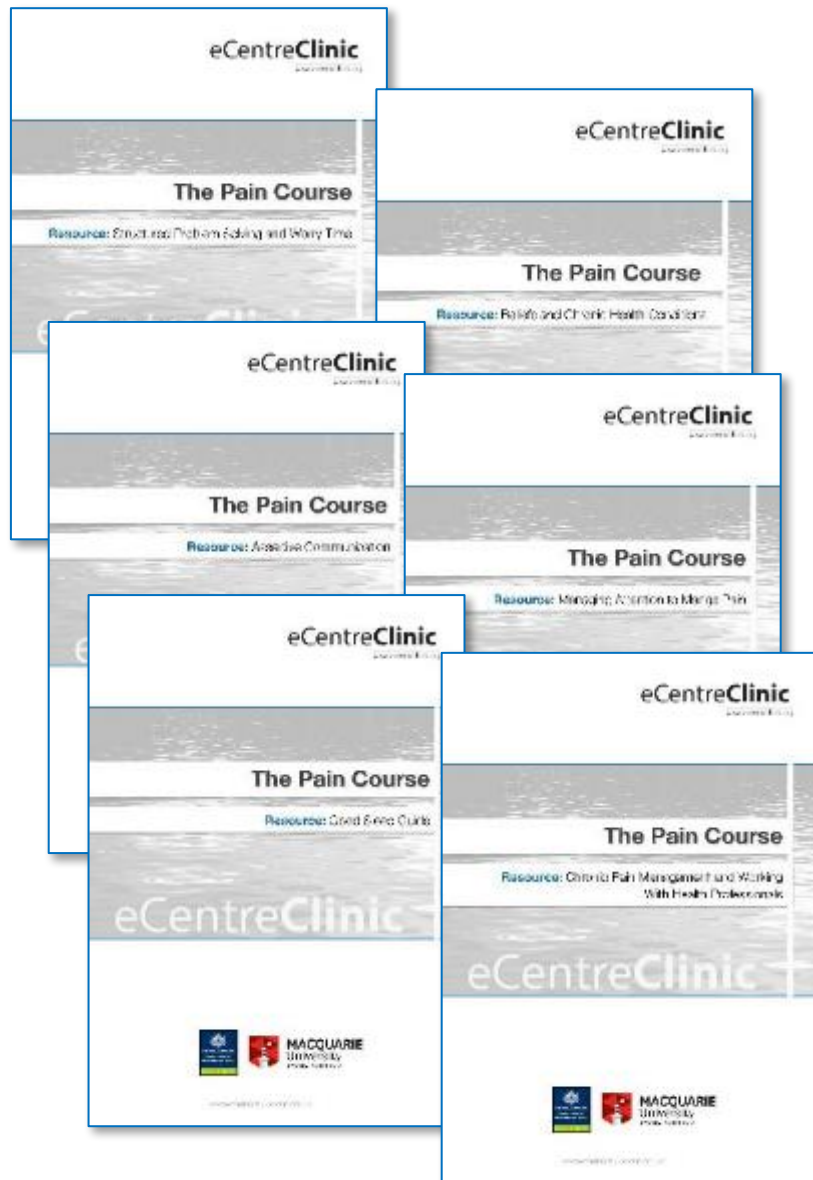 eCentreClinic
The Pain Course
Resource: Structured Problem Solving and Worry Time
eCentreClinic
The Pain Course
Resource: Beliefs and Chronic Health Conditions
eCentreClinic
The Pain Course
Resource: Assertive Communication
eCentreClinic
The Pain Course
Resource: Managing Attention to Mange Pain
eCentreClinic
The Pain Course
Resource: Good Sleep Guide
eCentreClinic
MACQUARIE
University
eCentreClinic
The Pain Course
Resource: Chronic Pain Management and Working
With Health Professionals
eCentreClinic
MACQUARIE
University